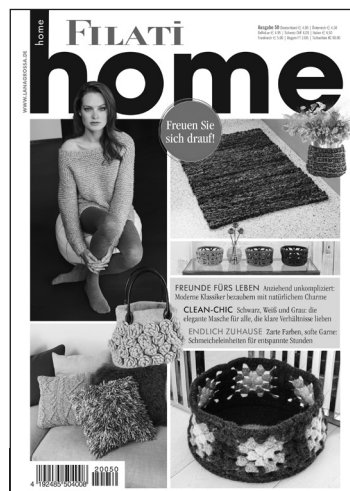 home
FILATI
home
WWW.LANAGROSSA.DE
Freuen Sie
sich drauf!
FREUNDE FÜRS LEBEN Anziehend unkompliziert:
Moderne Klassiker bezaubern mit natürlichem Charme
CLEAN-CHIC Schwarz, Weiß und Grau: die
elegante Masche für alle, die klare Verhältnisse lieben
ENDLICH ZUHAUSE Zarte Farben, softe Garne:
Schmeicheleinheiten für entspannte Stunden
20050
4 192485 504008